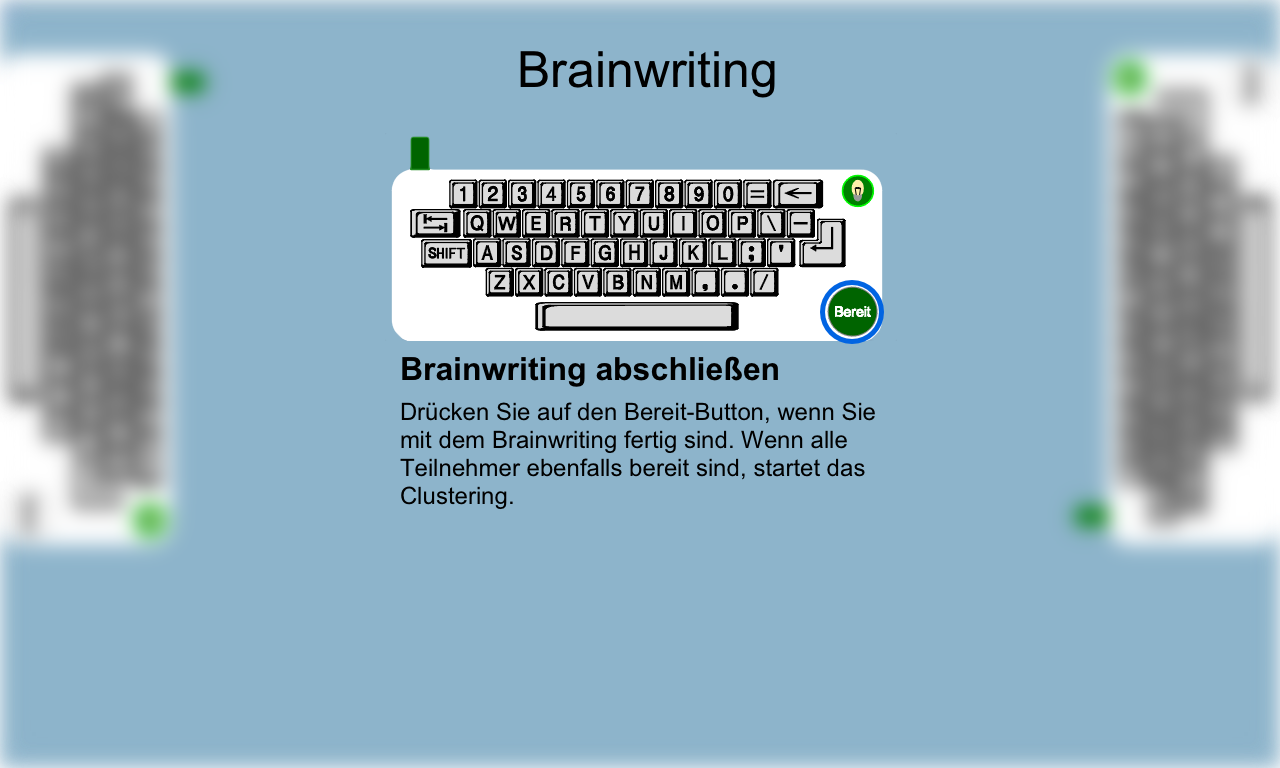 Brainwriting
1 2 3 4 5 6 7 8 9 0 =
Q W E R T Y U I O P \ –
SHIFT A S D F G H J K L ; '
Z X C V B N M , . /
Bereit
Brainwriting abschließen
Drücken Sie auf den Bereit-Button, wenn Sie
mit dem Brainwriting fertig sind. Wenn alle
Teilnehmer ebenfalls bereit sind, startet das
Clustering.